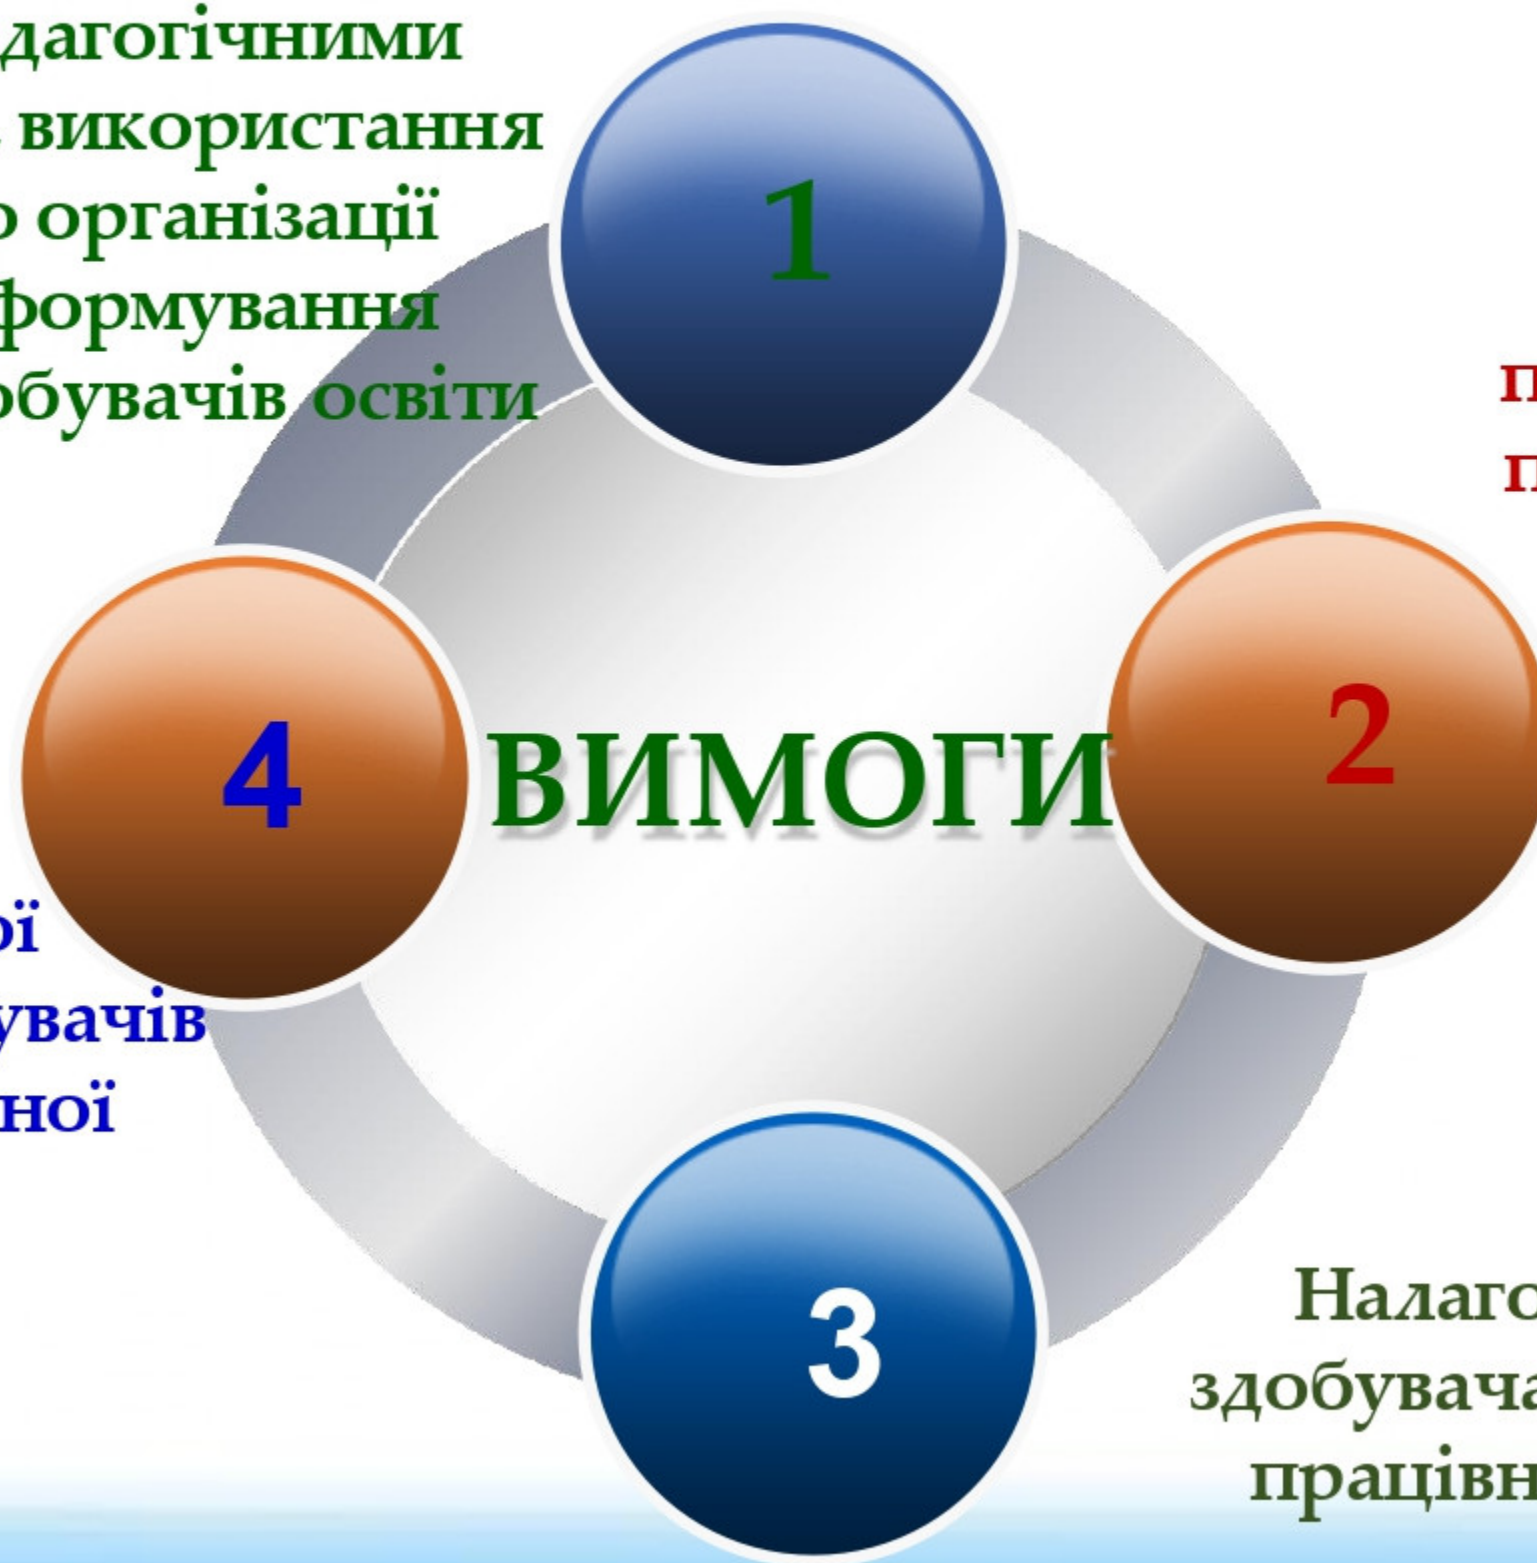 дагогічними
використання
о організації
формування
обувачів освіти
1
2
4
ВИМОГИ
ої
увачів
ної
3
Налаго
здобувача
працівн